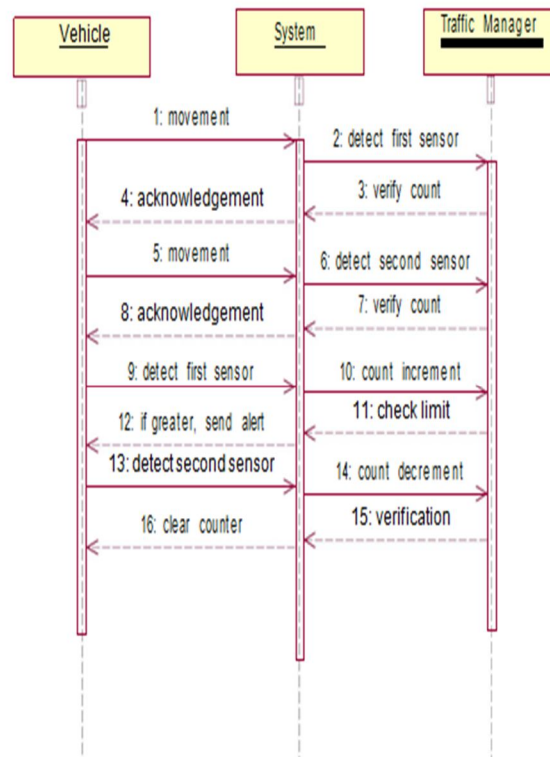 Vehicle
System
Traffic Manager
1: movement
2: detect first sensor
3: verify count
4: acknowledgement
5: movement
6: detect second sensor
7: verify count
8: acknowledgement
9: detect first sensor
10: count increment
11: check limit
12: if greater, send alert
13: detect second sensor
14: count decrement
15: verification
16: clear counter